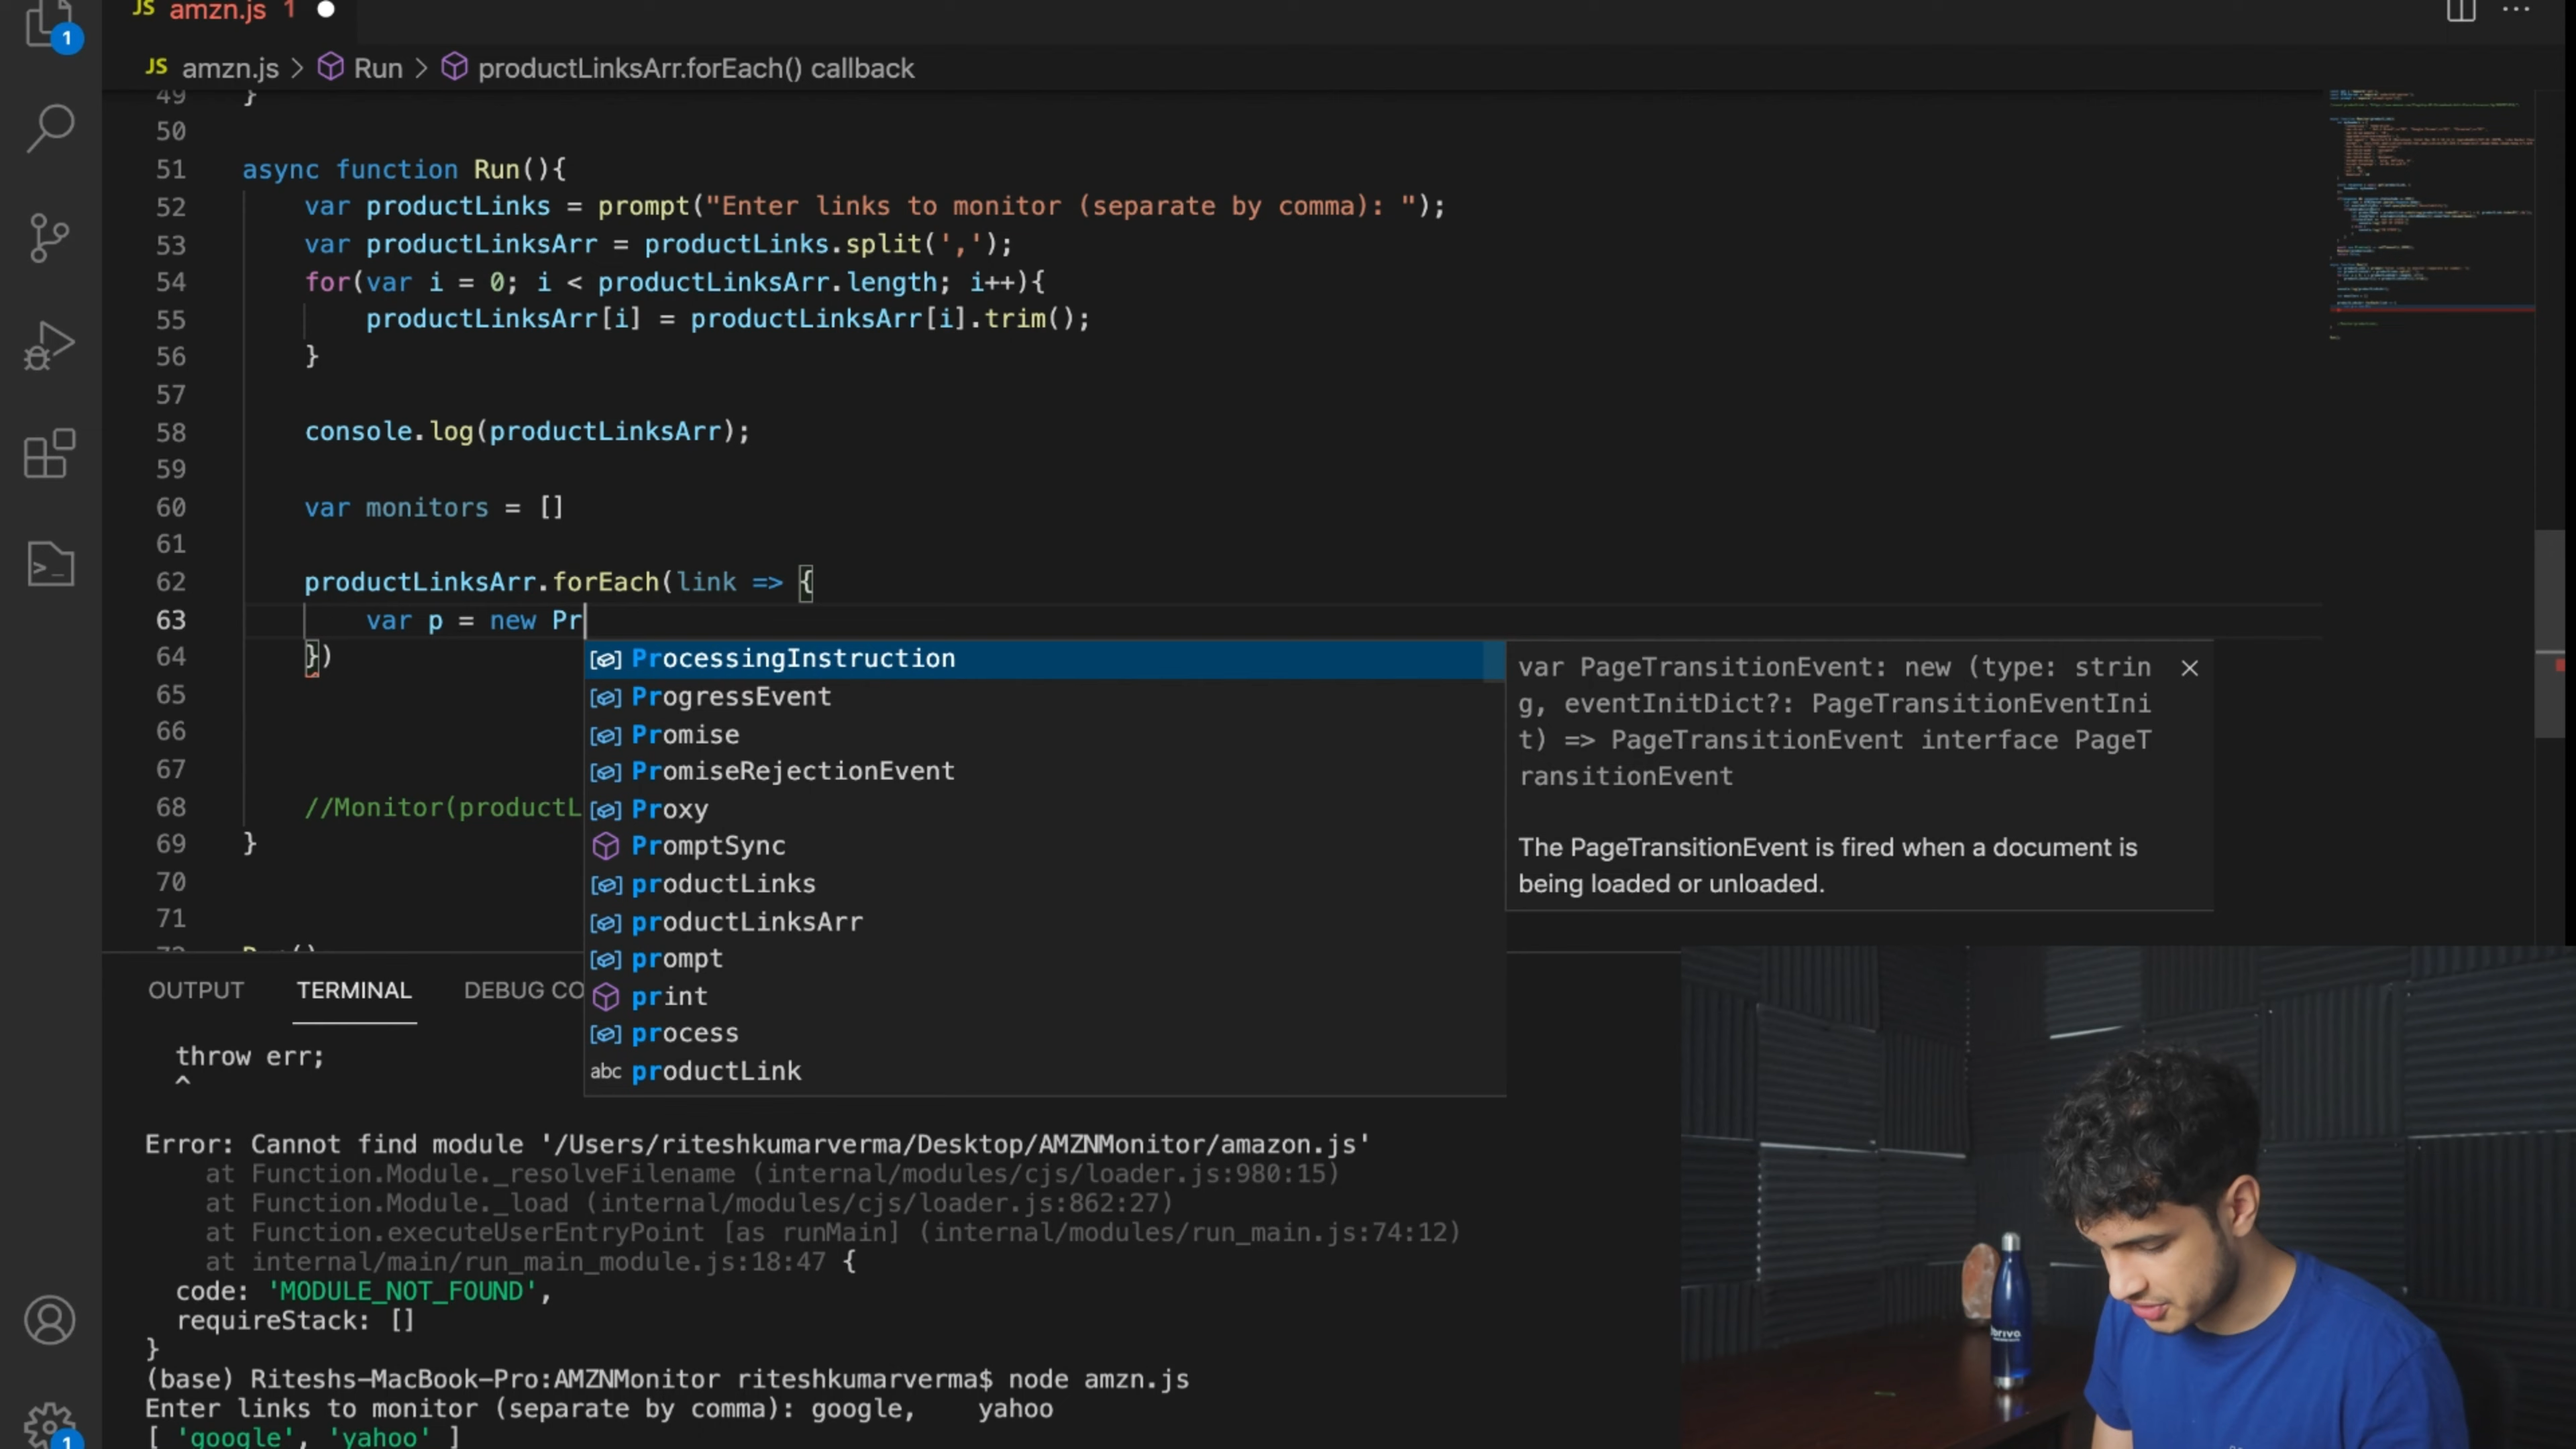 1
JS amzn.js 1
JS amzn.js > Run > productLinksArr.forEach() callback
49 }
50
51 async function Run(){
52 var productLinks = prompt("Enter links to monitor (separate by comma): ");
53 var productLinksArr = productLinks.split(',');
54 for(var i = 0; i < productLinksArr.length; i++){
55 productLinksArr[i] = productLinksArr[i].trim();
56 }
57
58 console.log(productLinksArr);
59
60 var monitors = []
61
62 productLinksArr.forEach(link => {
63 var p = new Pr
64 })
65
66
67
68 //Monitor(productL
69 }
70
71
72 Run()
ProcessingInstruction
ProgressEvent
Promise
PromiseRejectionEvent
Proxy
PromptSync
productLinks
productLinksArr
prompt
print
process
abc productLink
var PageTransitionEvent: new (type: strin
g, eventInitDict?: PageTransitionEventIni
t) => PageTransitionEvent interface PageT
ransitionEvent
The PageTransitionEvent is fired when a document is
being loaded or unloaded.
OUTPUT TERMINAL DEBUG CO
throw err;
^
Error: Cannot find module '/Users/riteshkumarverma/Desktop/AMZNMonitor/amazon.js'
at Function.Module._resolveFilename (internal/modules/cjs/loader.js:980:15)
at Function.Module._load (internal/modules/cjs/loader.js:862:27)
at Function.executeUserEntryPoint [as runMain] (internal/modules/run_main.js:74:12)
at internal/main/run_main_module.js:18:47 {
code: 'MODULE_NOT_FOUND',
requireStack: []
}
(base) Riteshs-MacBook-Pro:AMZNMonitor riteshkumarverma$ node amzn.js
Enter links to monitor (separate by comma): google, yahoo
[ 'google', 'yahoo' ]
1